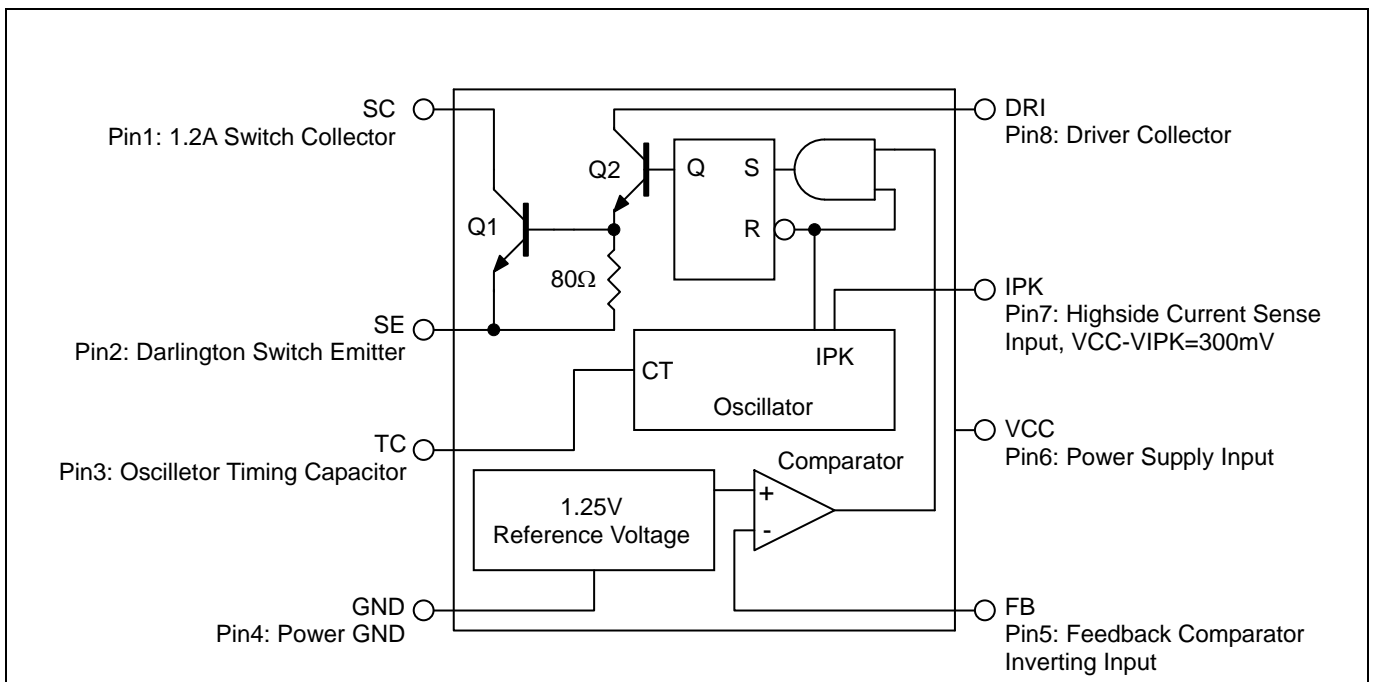 SC
Pin1: 1.2A Switch Collector
DRI
Pin8: Driver Collector
Q2
Q
S
R
Q1
80Ω
SE
Pin2: Darlington Switch Emitter
IPK
Pin7: Highside Current Sense
Input, VCC-VIPK=300mV
CT
IPK
Oscillator
TC
Pin3: Oscilletor Timing Capacitor
VCC
Pin6: Power Supply Input
Comparator
1.25V
Reference Voltage
+
-
GND
Pin4: Power GND
FB
Pin5: Feedback Comparator
Inverting Input